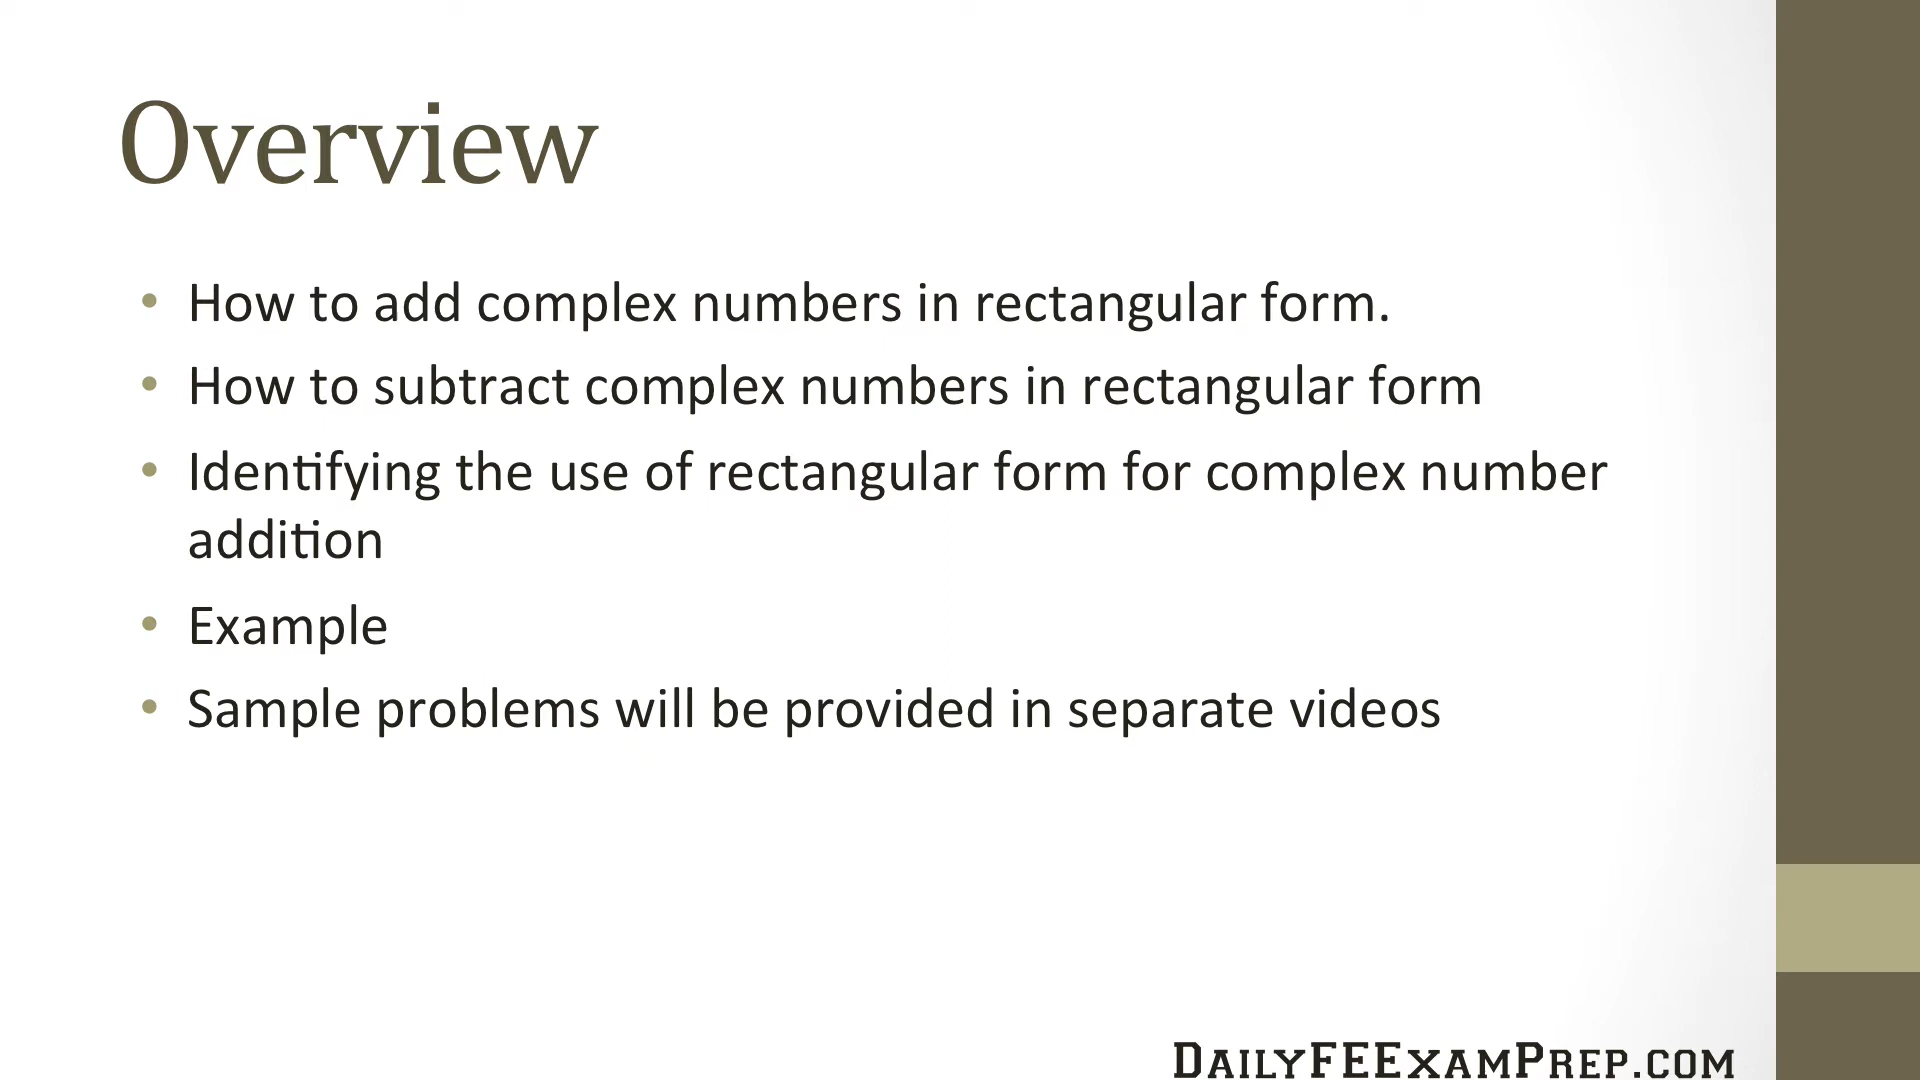 Overview
• How to add complex numbers in rectangular form.
• How to subtract complex numbers in rectangular form
• Identifying the use of rectangular form for complex number
addition
• Example
• Sample problems will be provided in separate videos
DailyFEExamPrep.com